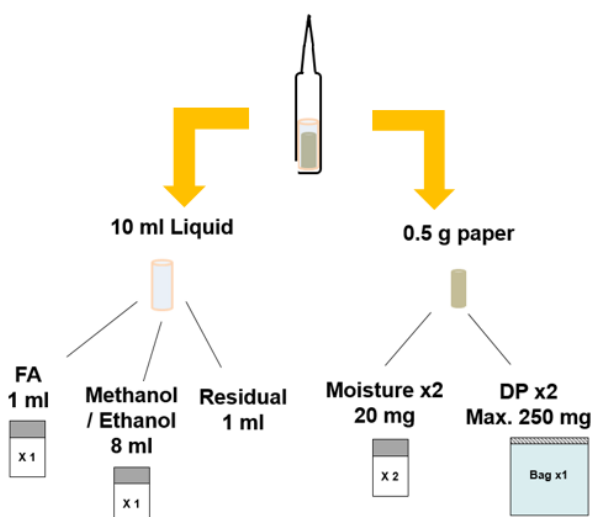 10 ml Liquid
0.5 g paper
FA
1 ml
X 1
Methanol
/ Ethanol
8 ml
X 1
Residual
1 ml
Moisture x2
20 mg
X 2
DP x2
Max. 250 mg
Bag x1